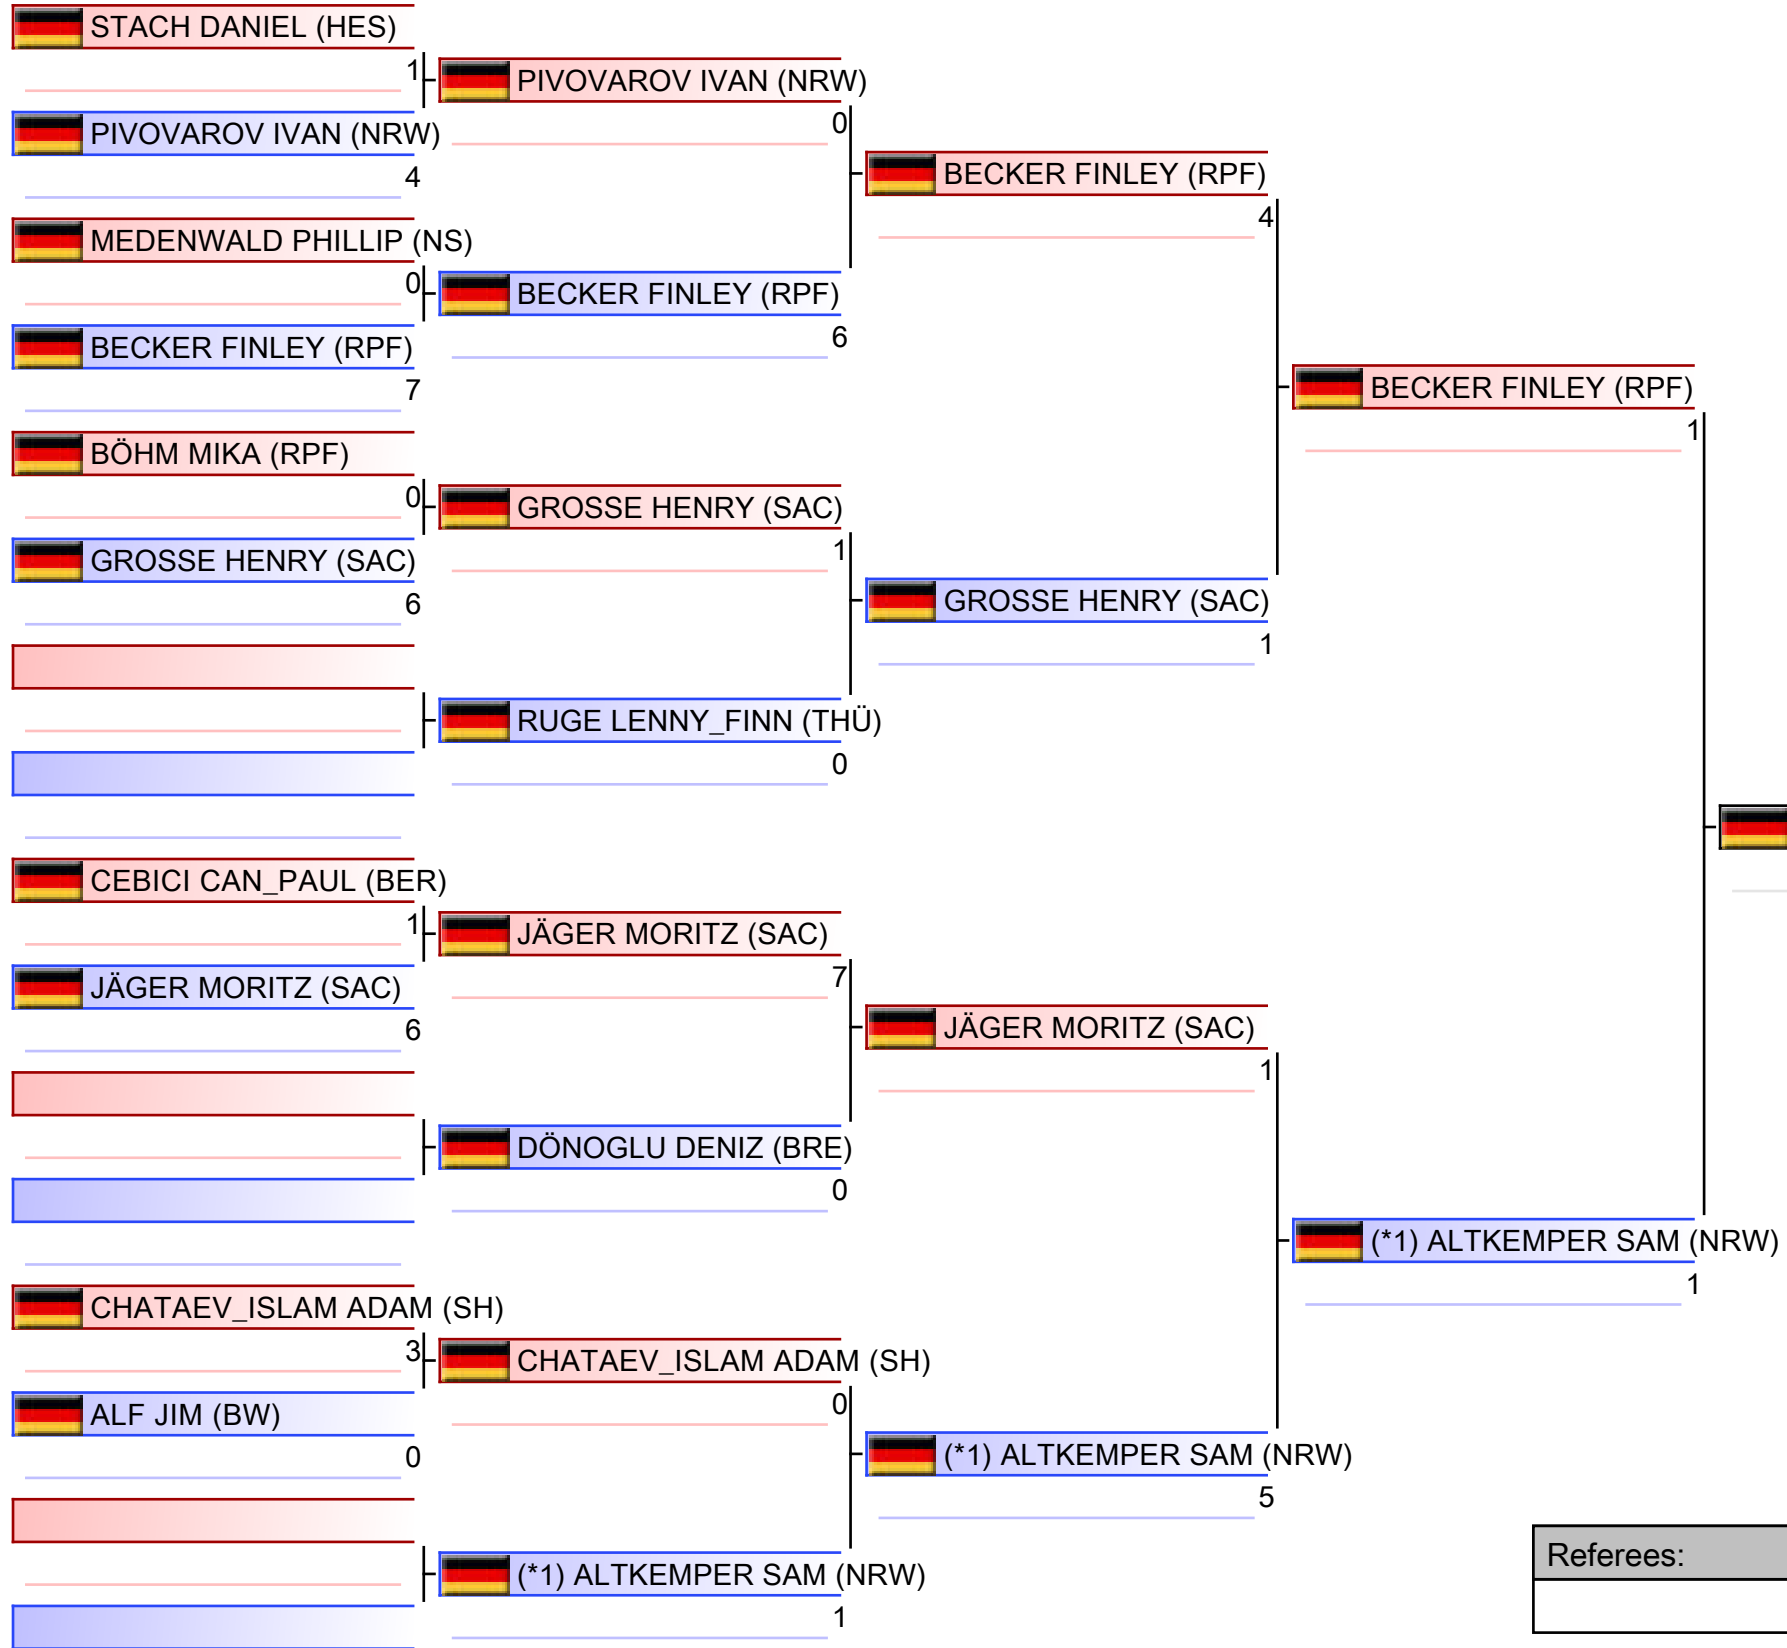 STACH DANIEL (HES)
1
PIVOVAROV IVAN (NRW)
4
MEDENWALD PHILLIP (NS)
0
BECKER FINLEY (RPF)
7
BÖHM MIKA (RPF)
0
GROSSE HENRY (SAC)
6
CEBICI CAN_PAUL (BER)
1
JÄGER MORITZ (SAC)
6
CHATAEV_ISLAM ADAM (SH)
3
ALF JIM (BW)
0
PIVOVAROV IVAN (NRW)
0
BECKER FINLEY (RPF)
6
GROSSE HENRY (SAC)
1
RUGE LENNY_FINN (THÜ)
0
JÄGER MORITZ (SAC)
7
DÖNOGLU DENIZ (BRE)
0
CHATAEV_ISLAM ADAM (SH)
0
(*1) ALTKEMPER SAM (NRW)
1
BECKER FINLEY (RPF)
4
GROSSE HENRY (SAC)
1
JÄGER MORITZ (SAC)
1
(*1) ALTKEMPER SAM (NRW)
5
BECKER FINLEY (RPF)
1
(*1) ALTKEMPER SAM (NRW)
1
Referees: